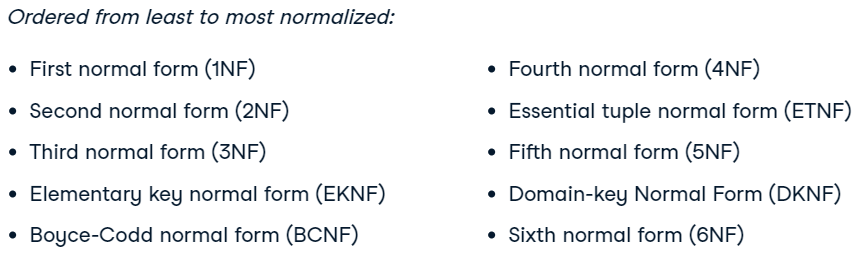 Ordered from least to most normalized:
• First normal form (1NF)
• Second normal form (2NF)
• Third normal form (3NF)
• Elementary key normal form (EKNF)
• Boyce-Codd normal form (BCNF)
• Fourth normal form (4NF)
• Essential tuple normal form (ETNF)
• Fifth normal form (5NF)
• Domain-key Normal Form (DKNF)
• Sixth normal form (6NF)